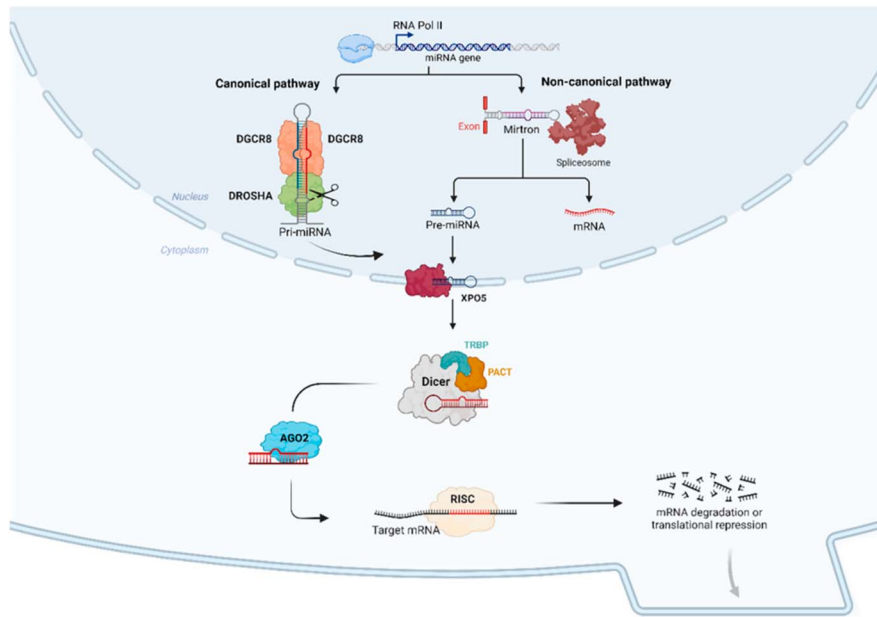 RNA Pol II
miRNA gene
Canonical pathway
Non-canonical pathway
DGCR8
DGCR8
Exon
Mirtron
Spliceosome
Nucleus
DROSHA
Pri-miRNA
Pre-miRNA
mRNA
Cytoplasm
XPO5
TRBP
PACT
Dicer
AGO2
RISC
Target mRNA
mRNA degradation or
translational repression